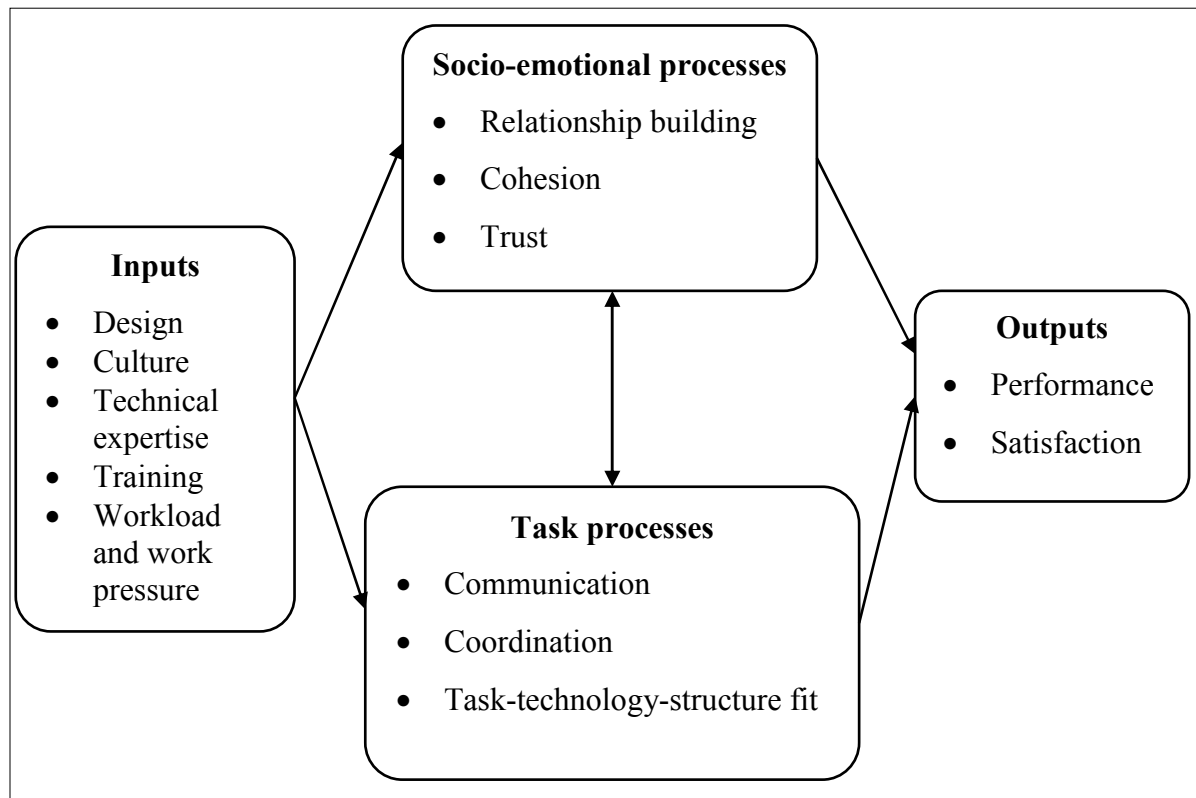 Socio-emotional processes
• Relationship building
• Cohesion
• Trust
Inputs
• Design
• Culture
• Technical
expertise
• Training
• Workload
and work
pressure
Outputs
• Performance
• Satisfaction
Task processes
• Communication
• Coordination
• Task-technology-structure fit